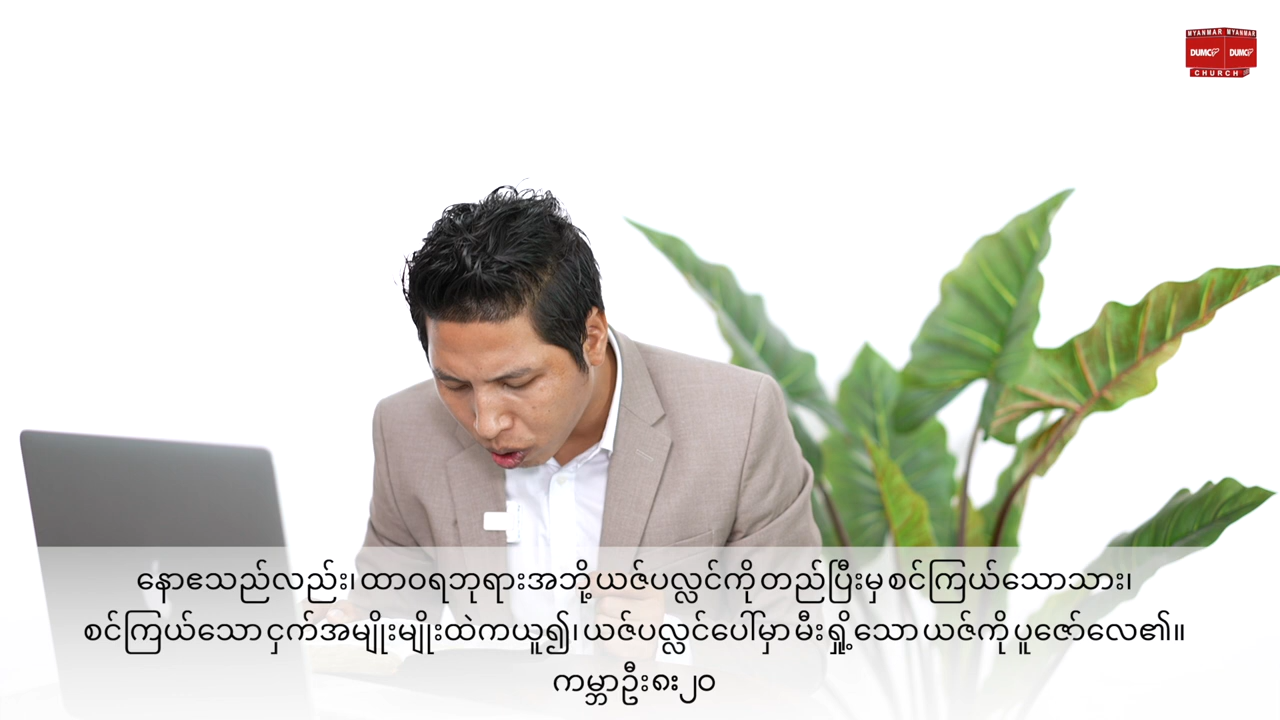 MYANMAR MYANMAR
DUMC DUMC
CHURCH
နောဧသည်လည်း၊ ထာဝရဘုရားအဘို့ ယဇ်ပလ္လင်ကို တည်ပြီးမှ စင်ကြယ်သောသား၊
စင်ကြယ်သော ငှက်အမျိုးမျိုးထဲကယူ၍၊ ယဇ်ပလ္လင်ပေါ်မှာ မီးရှို့သော ယဇ်ကို ပူဇော်လေ၏။
ကမ္ဘာဦး၈း၂၀